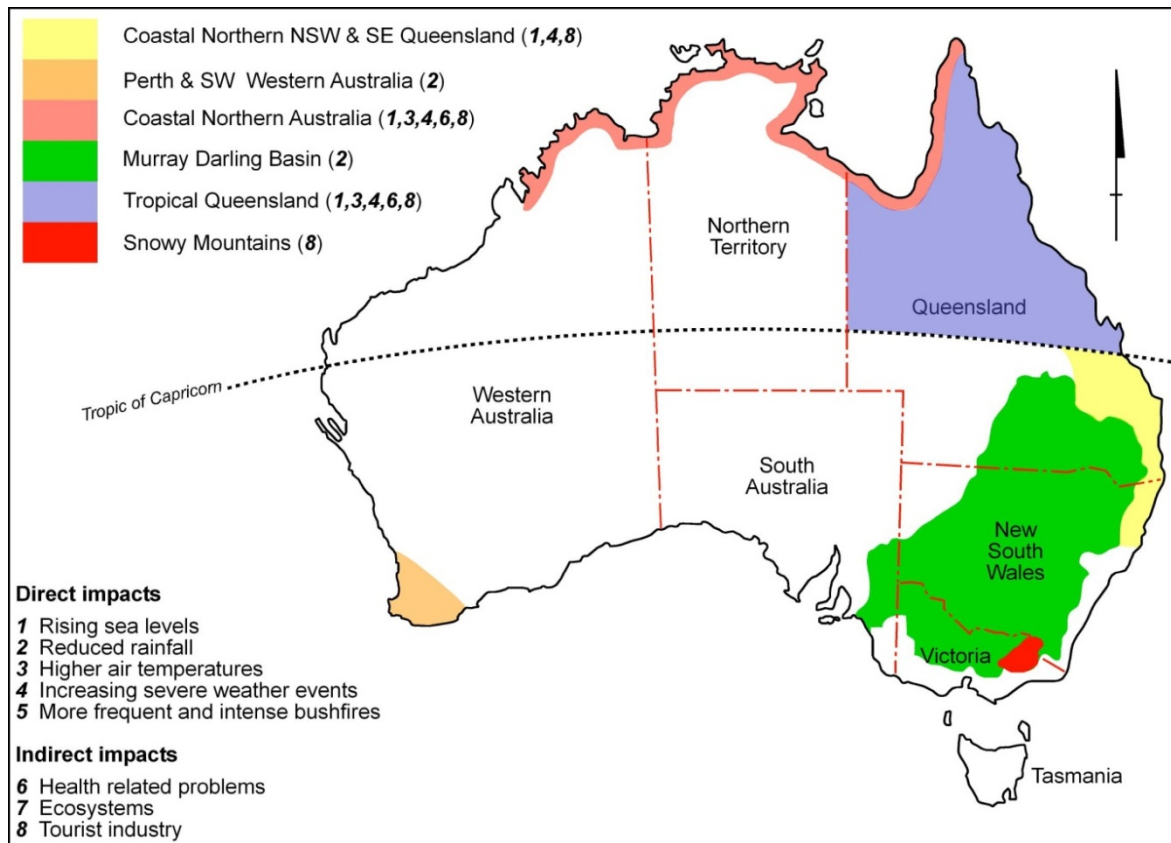 Coastal Northern NSW & SE Queensland (1,4,8)
Perth & SW Western Australia (2)
Coastal Northern Australia (1,3,4,6,8)
Murray Darling Basin (2)
Tropical Queensland (1,3,4,6,8)
Snowy Mountains (8)
Northern
Territory
Queensland
Tropic of Capricorn
Western
Australia
South
Australia
New
South
Wales
Victoria
Tasmania
Direct impacts
1 Rising sea levels
2 Reduced rainfall
3 Higher air temperatures
4 Increasing severe weather events
5 More frequent and intense bushfires
Indirect impacts
6 Health related problems
7 Ecosystems
8 Tourist industry